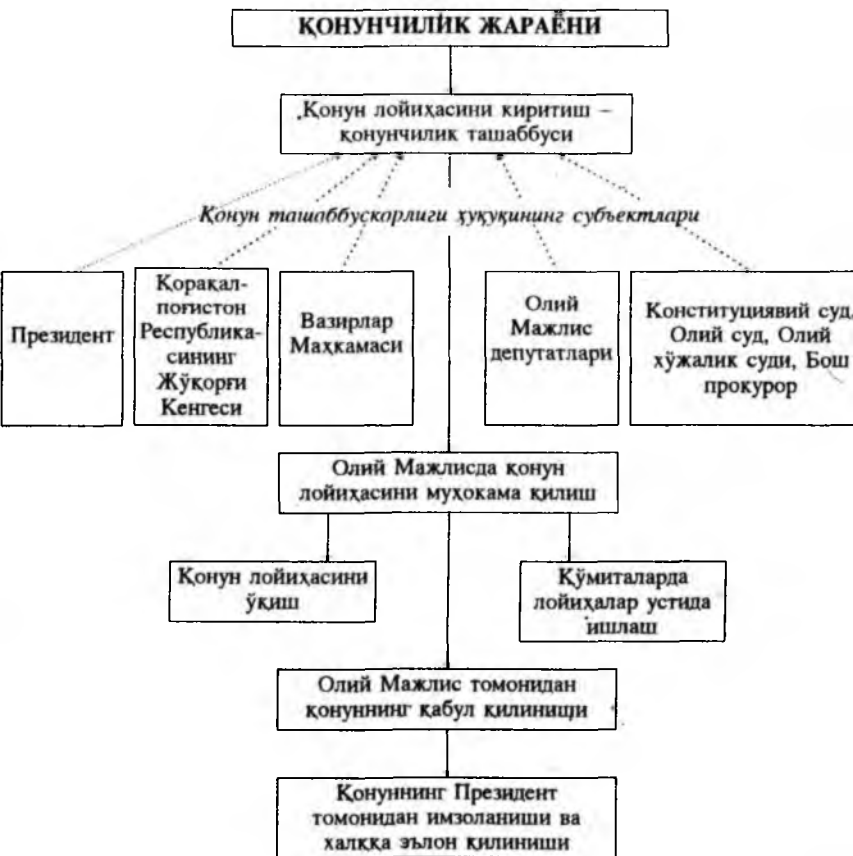 ҚОНУНЧИЛИК ЖАРАЁНИ
Қонун лойиҳасини киритиш –
қонунчилик ташаббуси
Қонун ташаббускорлиги ҳуқуқининг субъектлари
Президент
Қорақал-
поғистон
Республика-
сининг
Жўқорғи
Кенгеси
Вазирлар
Маҳкамаси
Олий
Мажлис
депутатлари
Конституциявий суд,
Олий суд, Олий
хўжалик суди, Бош
прокурор
Олий Мажлисда қонун
лойиҳасини муҳокама қилиш
Қонун лойиҳасини
ўқиш
Қўмиталарда
лойиҳалар устида
ишлаш
Олий Мажлис томонидан
қонуннинг қабул қилиниши
Қонуннинг Президент
томонидан имзоланиши ва
халққа эълон қилиниши